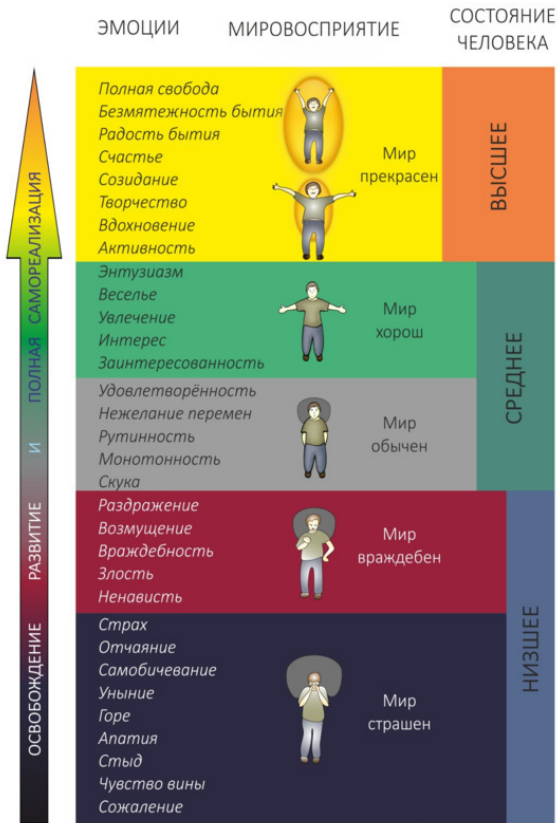 ЭМОЦИИ
МИРОВОСПРИЯТИЕ
СОСТОЯНИЕ
ЧЕЛОВЕКА
ОСВОБОЖДЕНИЕ РАЗВИТИЕ И ПОЛНАЯ САМОРЕАЛИЗАЦИЯ
Полная свобода
Безмятежность бытия
Радость бытия
Счастье
Созидание
Творчество
Вдохновение
Активность
Мир
прекрасен
ВЫСШЕЕ
Энтузиазм
Веселье
Увлечение
Интерес
Заинтересованность
Мир
хорош
СРЕДНЕЕ
Удовлетворённость
Нежелание перемен
Рутинность
Монотонность
Скука
Мир
обычен
Раздражение
Возмущение
Враждебность
Злость
Ненависть
Мир
враждебен
НИЗШЕЕ
Страх
Отчаяние
Самобичевание
Уныние
Горе
Апатия
Стыд
Чувство вины
Сожаление
Мир
страшен